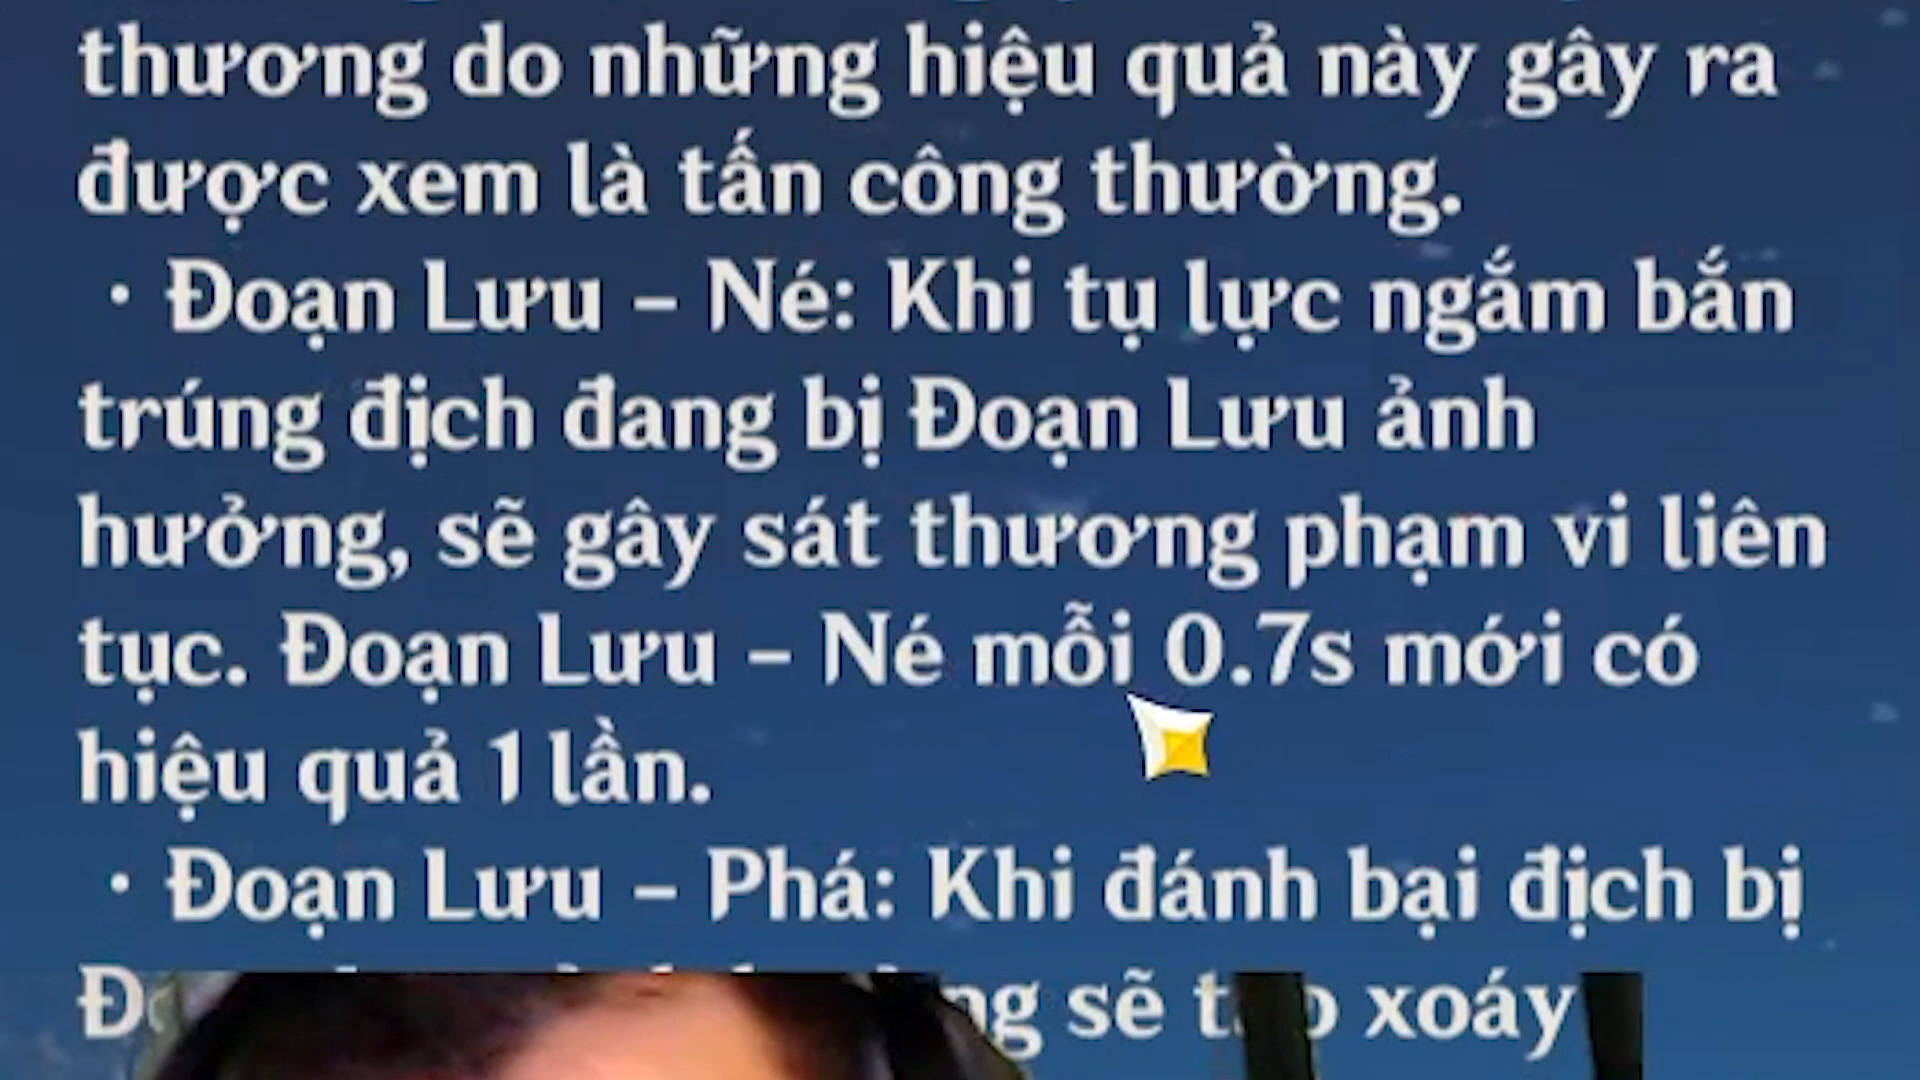 thương do những hiệu quả này gây ra
được xem là tấn công thường.
• Đoạn Lưu – Né: Khi tụ lực ngắm bắn
trúng địch đang bị Đoạn Lưu ảnh
hưởng, sẽ gây sát thương phạm vi liên
tục. Đoạn Lưu – Né mỗi 0.7s mới có
hiệu quả 1 lần.
• Đoạn Lưu – Phá: Khi đánh bại địch bị
sẽ xoáy